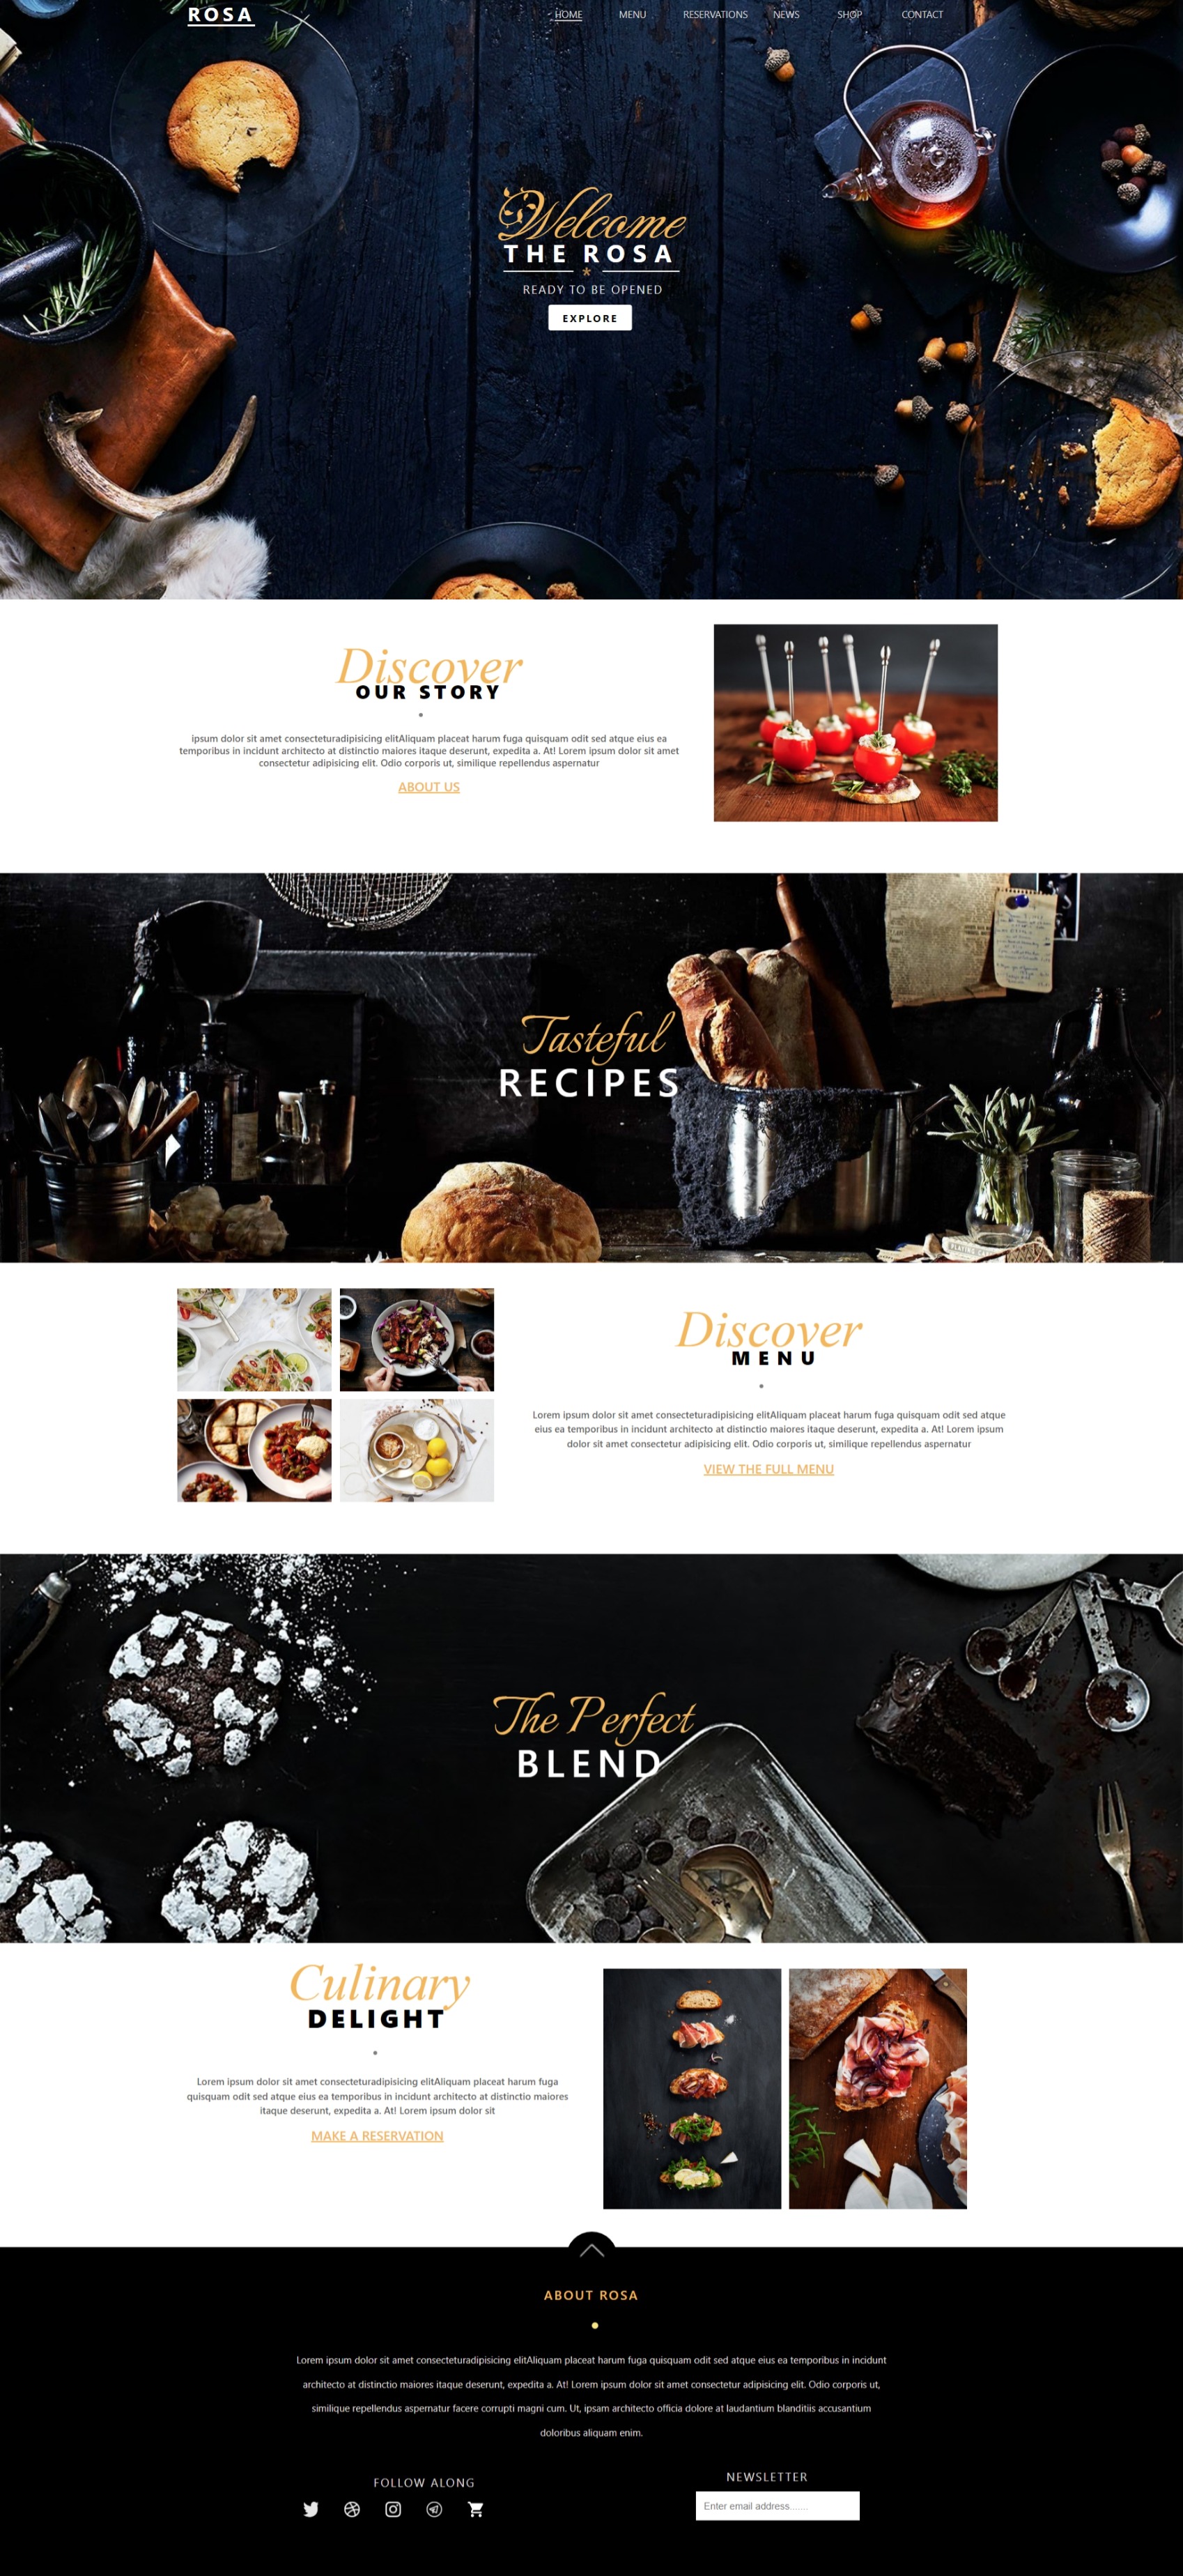 ROSA
HOME MENU RESERVATIONS NEWS SHOP CONTACT
Welcome
THE ROSA
*
READY TO BE OPENED
EXPLORE
Discover
OUR STORY
ipsum dolor sit amet consecteturadipisicing elitAliquam placeat harum fuga quisquam odit sed atque eius ea
temporibus in incidunt architecto at distinctio maiores itaque deserunt, expedita a. At! Lorem ipsum dolor sit amet
consectetur adipisicing elit. Odio corporis ut, similique repellendus aspernatur
ABOUT US
Tasteful
RECIPES
Discover
MENU
Lorem ipsum dolor sit amet consecteturadipisicing elitAliquam placeat harum fuga quisquam odit sed atque
eius ea temporibus in incidunt architecto at distinctio maiores itaque deserunt, expedita a. At! Lorem ipsum
dolor sit amet consectetur adipisicing elit. Odio corporis ut, similique repellendus aspernatur
VIEW THE FULL MENU
The Perfect
BLEND
Culinary
DELIGHT
Lorem ipsum dolor sit amet consecteturadipisicing elitAliquam placeat harum fuga
quisquam odit sed atque eius ea temporibus in incidunt architecto at distinctio maiores
itaque deserunt, expedita a. At! Lorem ipsum dolor sit
MAKE A RESERVATION
ABOUT ROSA
Lorem ipsum dolor sit amet consecteturadipisicing elitAliquam placeat harum fuga quisquam odit sed atque eius ea temporibus in incidunt
architecto at distinctio maiores itaque deserunt, expedita a. At! Lorem ipsum dolor sit amet consectetur adipisicing elit. Odio corporis ut,
similique repellendus aspernatur facere corrupti magni cum. Ut, ipsam architecto officia dolore at laudantium blanditiis accusantium
doloribus aliquam enim.
FOLLOW ALONG
NEWSLETTER
Enter email address.......